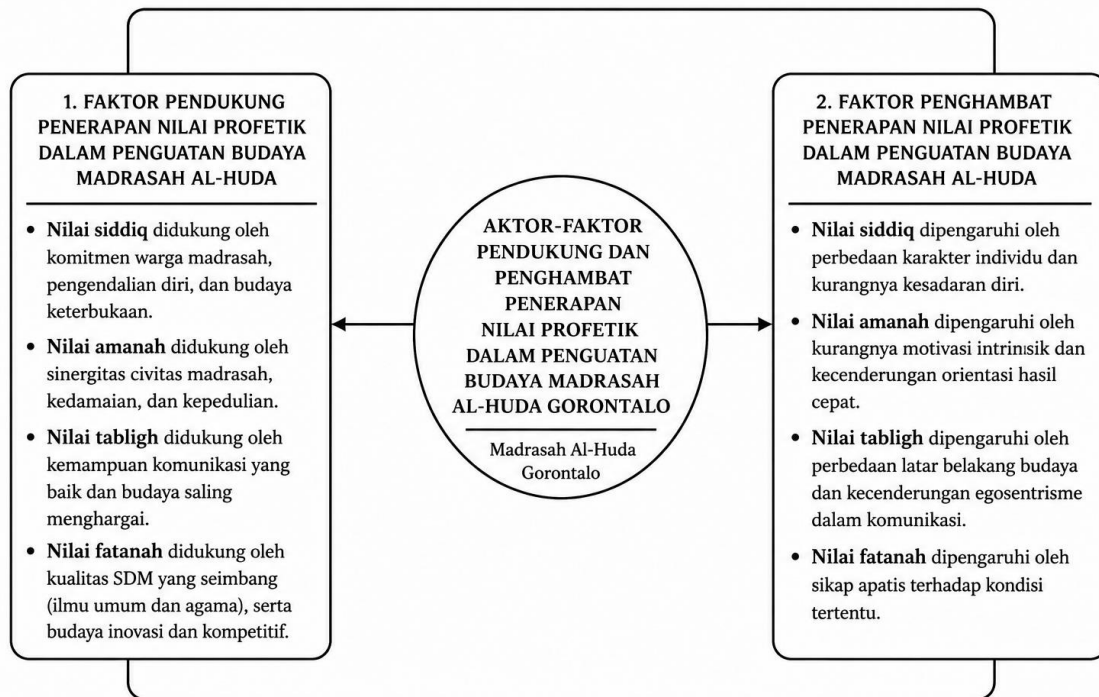 1. FAKTOR PENDUKUNG
PENERAPAN NILAI PROFETIK
DALAM PENGUATAN BUDAYA
MADRASAH AL-HUDA
• Nilai siddiq didukung oleh
komitmen warga madrasah,
pengendalian diri, dan budaya
keterbukaan.
• Nilai amanah didukung oleh
sinergitas civitas madrasah,
kedamaian, dan kepedulian.
• Nilai tabligh didukung oleh
kemampuan komunikasi yang
baik dan budaya saling
menghargai.
• Nilai fatanah didukung oleh
kualitas SDM yang seimbang
(ilmu umum dan agama), serta
budaya inovasi dan kompetitif.
AKTOR-FAKTOR
PENDUKUNG DAN
PENGHAMBAT
PENERAPAN
NILAI PROFETIK
DALAM PENGUATAN
BUDAYA MADRASAH
AL-HUDA GORONTALO
Madrasah Al-Huda
Gorontalo
2. FAKTOR PENGHAMBAT
PENERAPAN NILAI PROFETIK
DALAM PENGUATAN BUDAYA
MADRASAH AL-HUDA
• Nilai siddiq dipengaruhi oleh
perbedaan karakter individu dan
kurangnya kesadaran diri.
• Nilai amanah dipengaruhi oleh
kurangnya motivasi intrinsik dan
kecenderungan orientasi hasil
cepat.
• Nilai tabligh dipengaruhi oleh
perbedaan latar belakang budaya
dan kecenderungan egosentrisme
dalam komunikasi.
• Nilai fatanah dipengaruhi oleh
sikap apatis terhadap kondisi
tertentu.